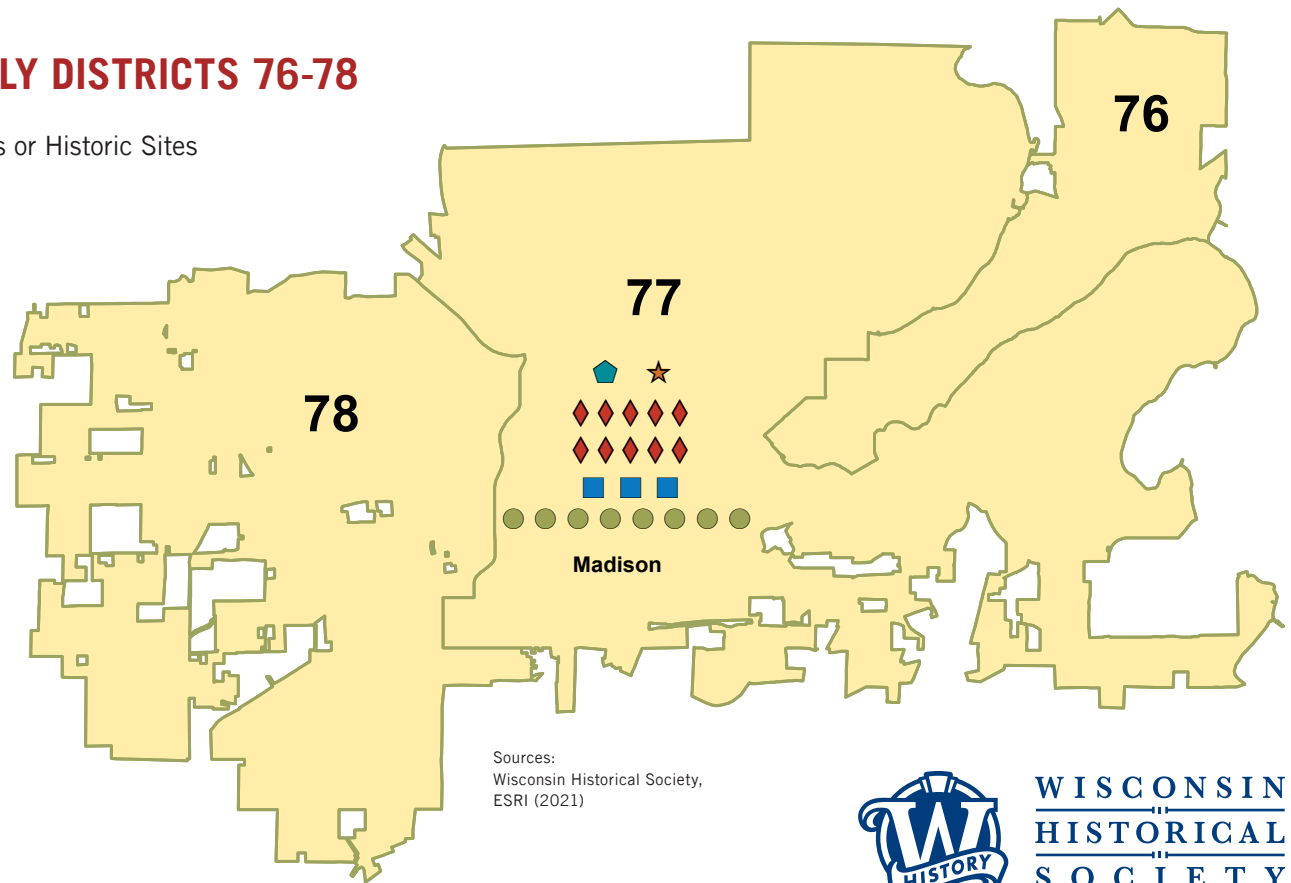 LY DISTRICTS 76-78
s or Historic Sites
76
77
78
Madison
Sources:
Wisconsin Historical Society,
ESRI (2021)
W
HISTORY
WISCONSIN
HISTORICAL
SOCIETY